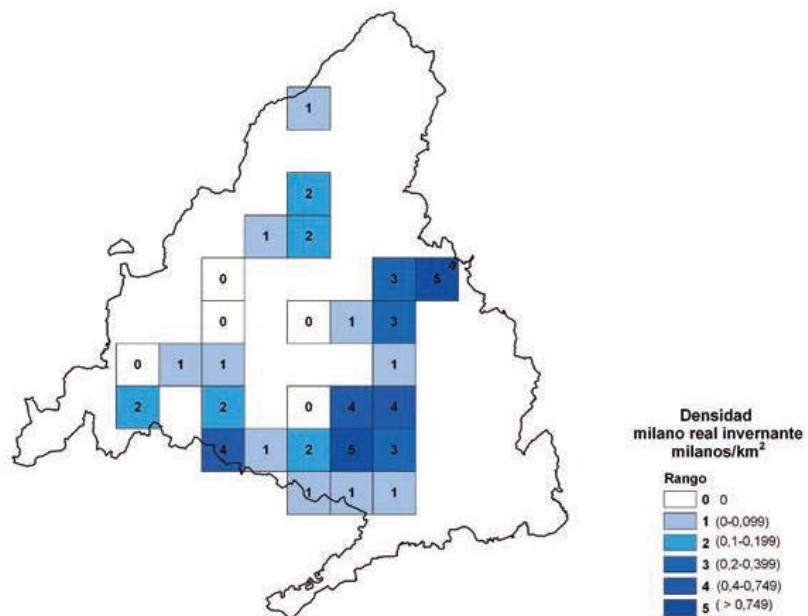 1
2
1 2
0 3 5
0 0 1 3
0 1 1 1
2 2 0 4 4
4 1 2 5 3
1 1 1
Densidad
milano real invernante
milanos/km²
Rango
0 0
1 (0-0,099)
2 (0,1-0,199)
3 (0,2-0,399)
4 (0,4-0,749)
5 ( > 0,749)